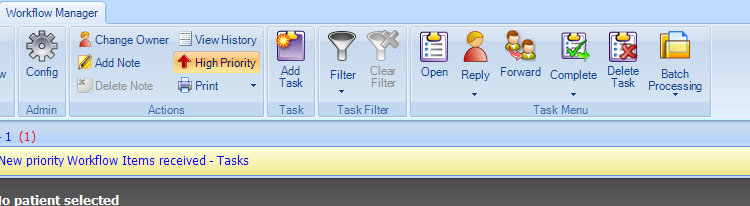 Workflow Manager
Change Owner
View History
Config
Add Note
High Priority
Delete Note
Print
Add Task
Filter
Clear Filter
Open
Reply
Forward
Complete
Delete Task
Batch Processing
Admin
Actions
Task
Task Filter
Task Menu
- 1 (1)
New priority Workflow Items received - Tasks
No patient selected